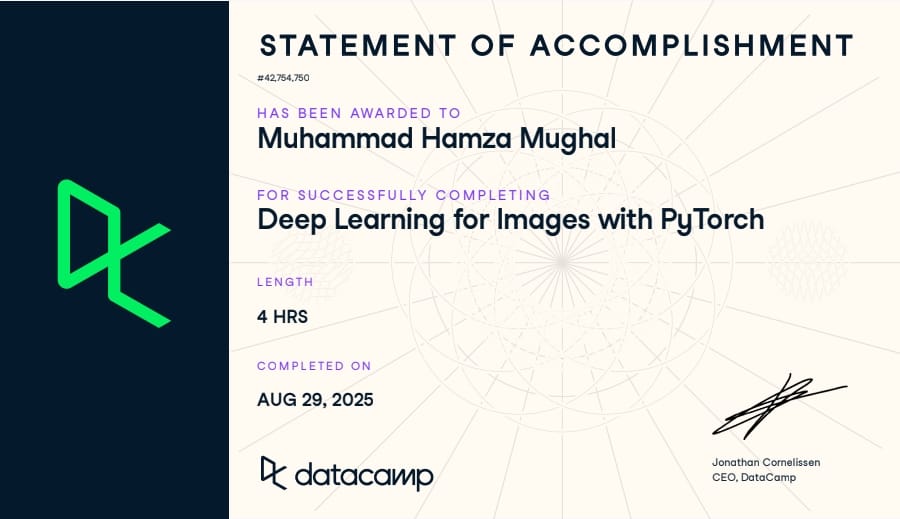 STATEMENT OF ACCOMPLISHMENT
#42,754,750
HAS BEEN AWARDED TO
Muhammad Hamza Mughal
FOR SUCCESSFULLY COMPLETING
Deep Learning for Images with PyTorch
LENGTH
4 HRS
COMPLETED ON
AUG 29, 2025
datacamp
Jonathan Cornelissen
CEO, DataCamp